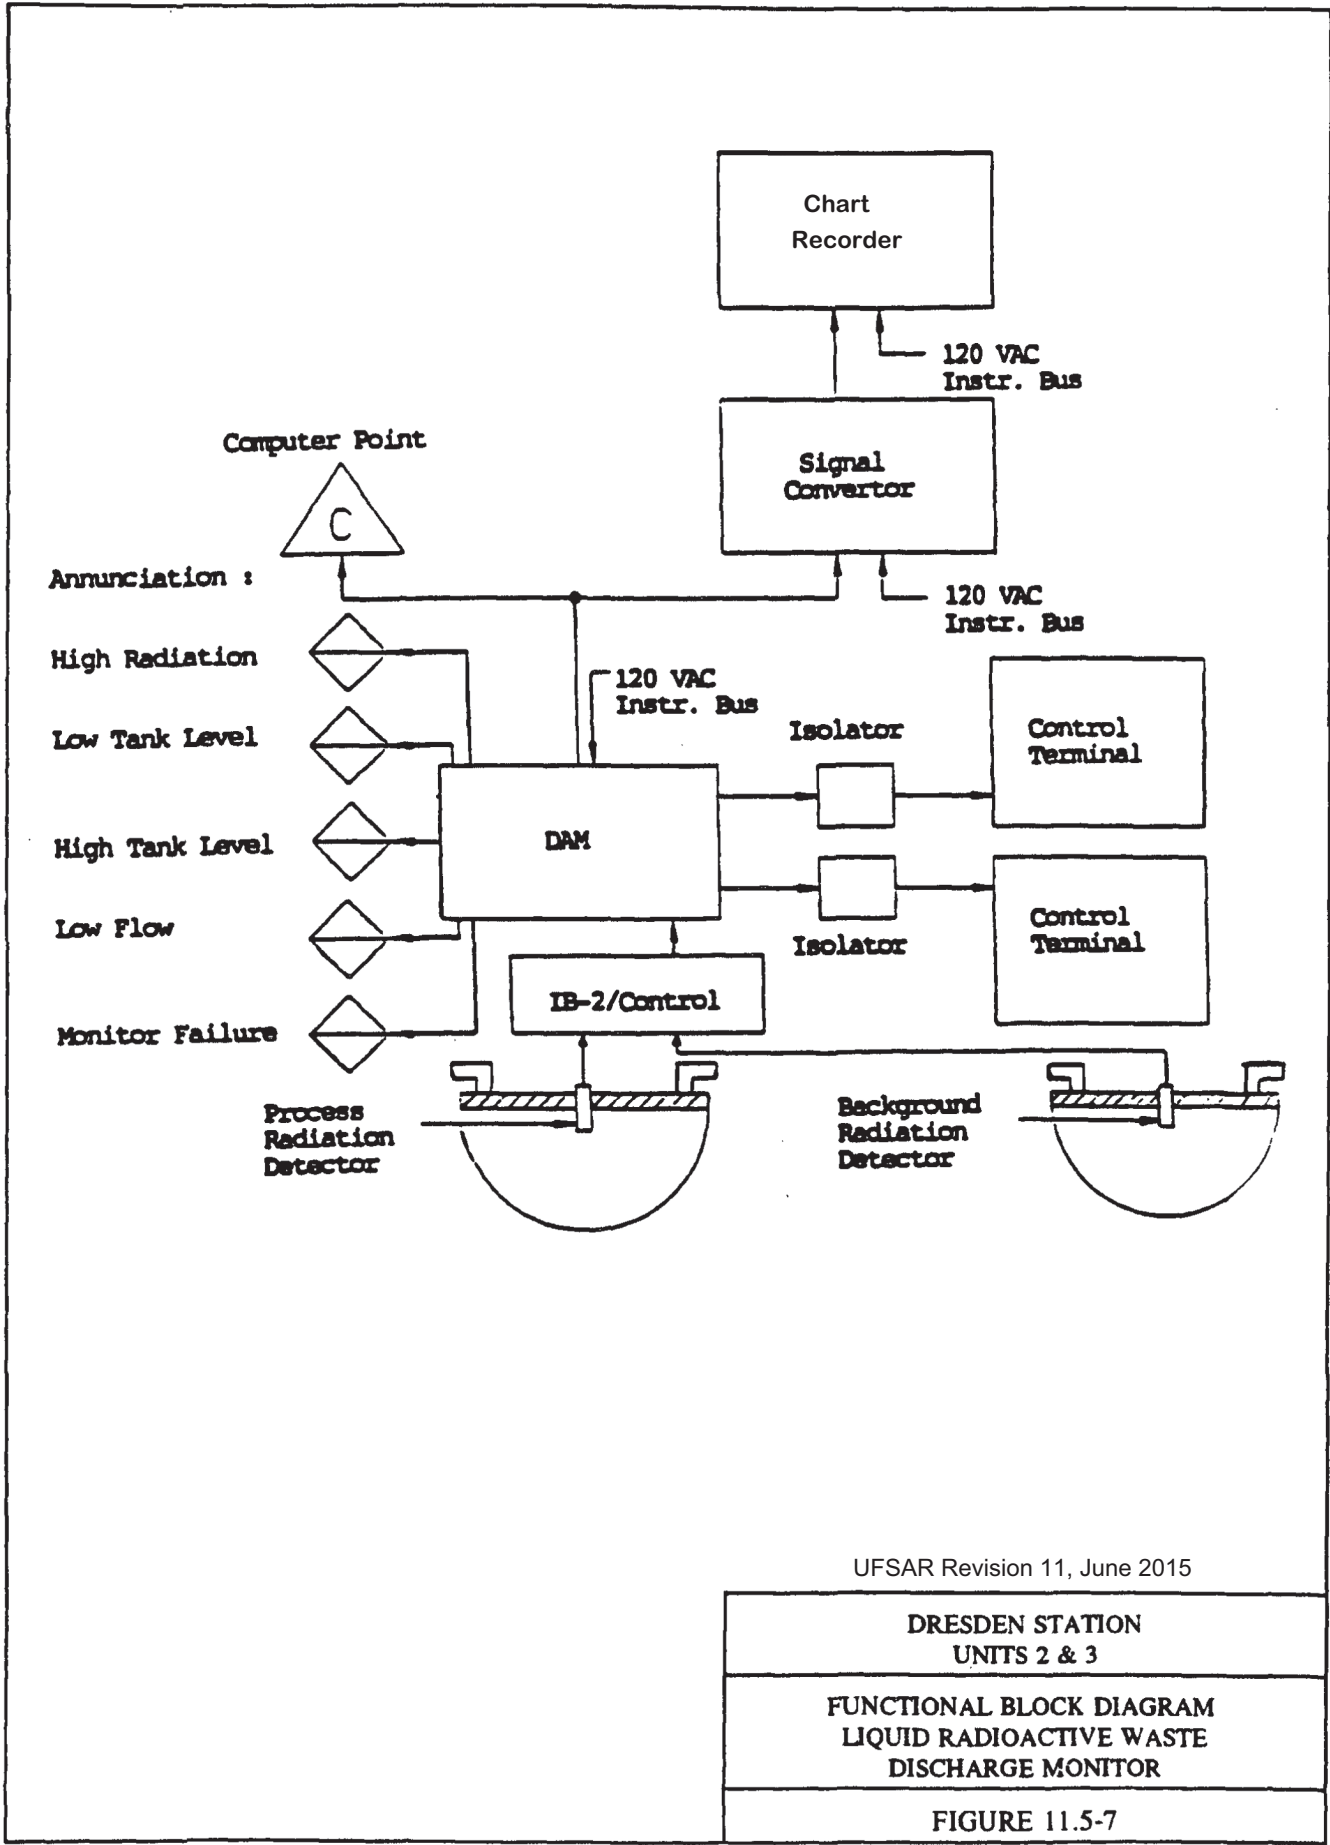 Chart
Recorder
120 VAC
Instr. Bus
Computer Point
Signal
Convertor
C
Annunciation :
120 VAC
Instr. Bus
High Radiation
120 VAC
Instr. Bus
Low Tank Level
Isolator
Control
Terminal
High Tank Level
DAM
Low Flow
Isolator
Control
Terminal
IB-2/Control
Monitor Failure
Process
Radiation
Detector
Background
Radiation
Detector
UFSAR Revision 11, June 2015
DRESDEN STATION
UNITS 2 & 3
FUNCTIONAL BLOCK DIAGRAM
LIQUID RADIOACTIVE WASTE
DISCHARGE MONITOR
FIGURE 11.5-7